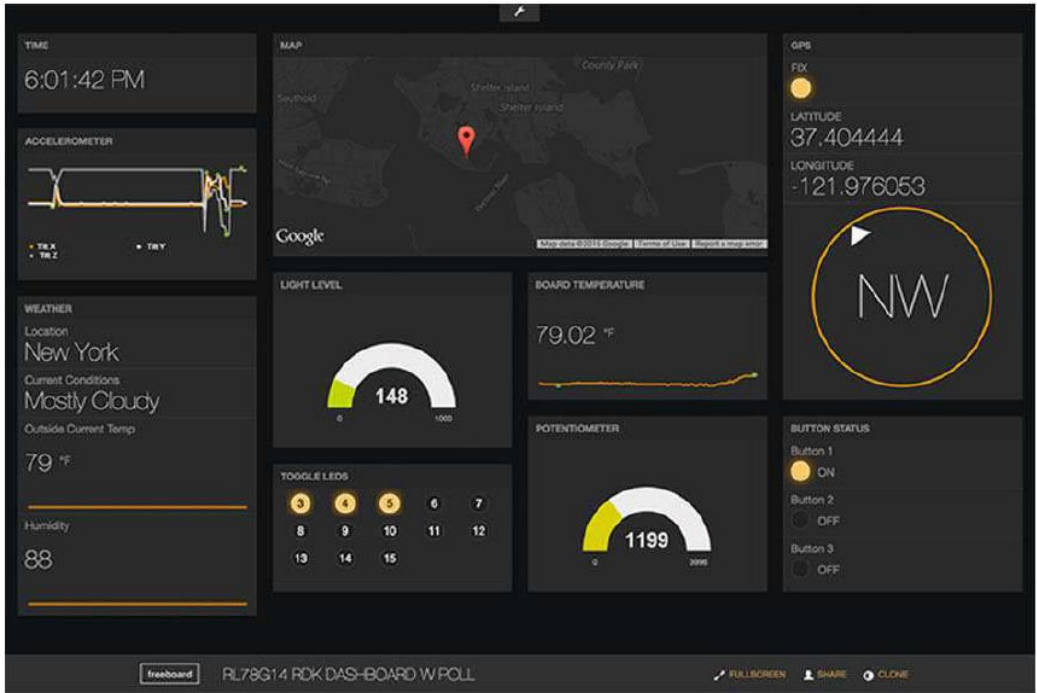 TIME
6:01:42 PM
ACCELEROMETER
Tilt X
Tilt Y
Tilt Z
WEATHER
Location
New York
Current Conditions
Mostly Cloudy
Outside Current Temp
79 °F
Humidity
88
MAP
County Park
Shelter Island
Shelter Island
Southold
Google
Map data ©2015 Google
Terms of Use
Report a map error
LIGHT LEVEL
148
0
1000
TOGGLE LEDS
3 4 5 6 7
8 9 10 11 12
13 14 15
BOARD TEMPERATURE
79.02 °F
POTENTIOMETER
1199
0
GPS
FIX
LATITUDE
37.404444
LONGITUDE
-121.976053
NW
BUTTON STATUS
Button 1
ON
Button 2
OFF
Button 3
OFF
freeboard
RL78G14 RDK DASHBOARD W POLL
FULLSCREEN
SHARE
CLONE